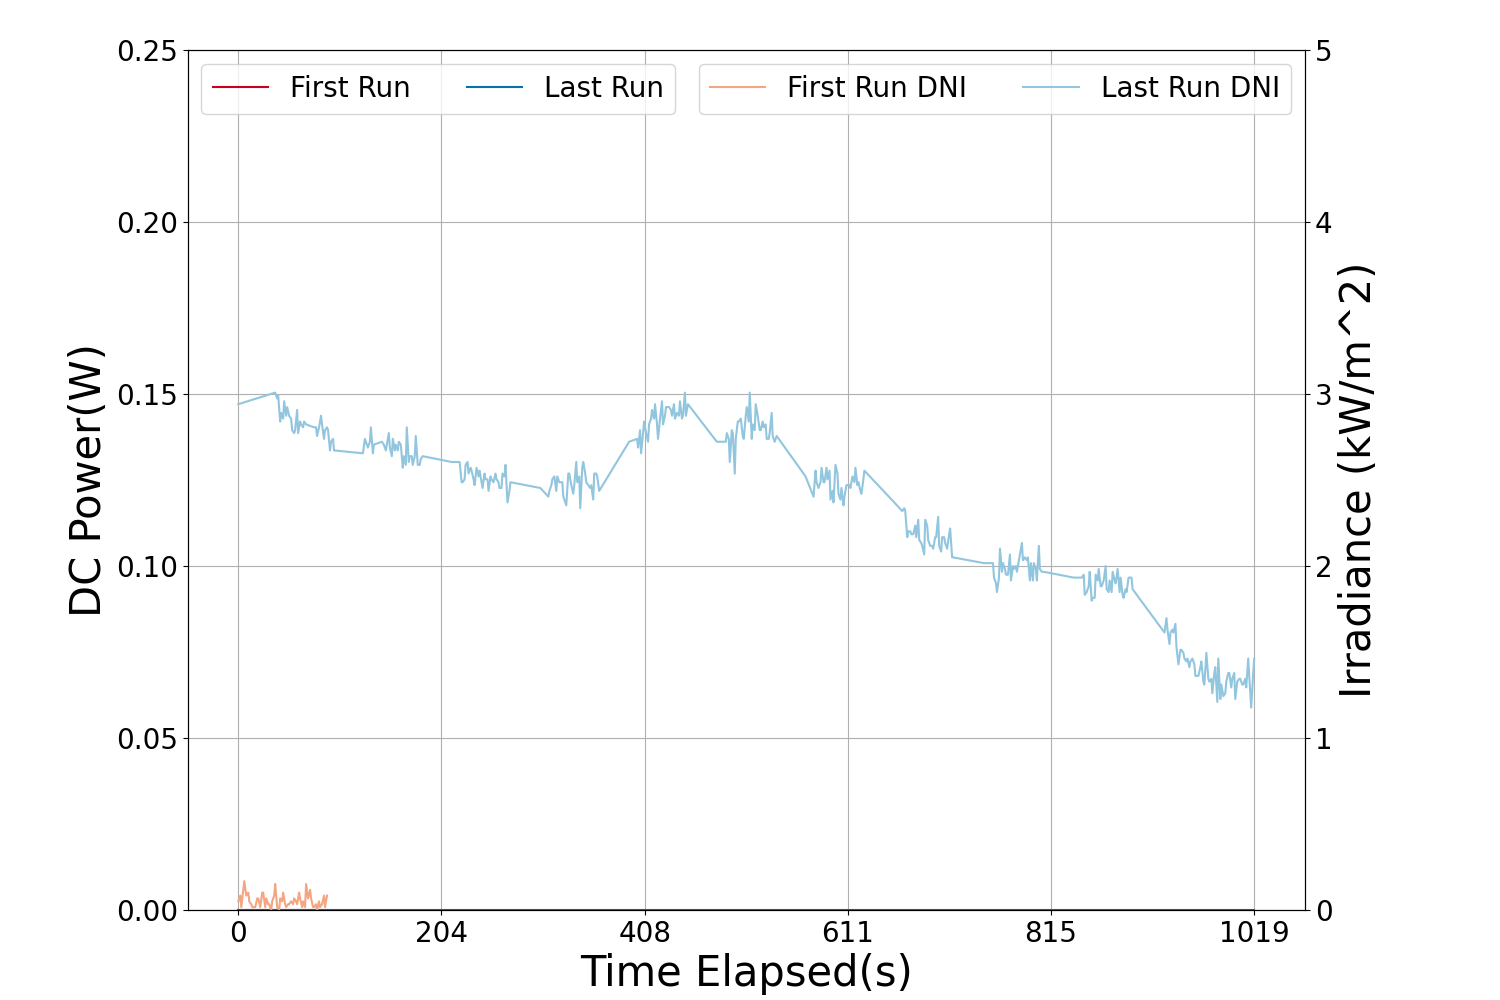 First Run
Last Run
First Run DNI
Last Run DNI
0.25
0.20
0.15
0.10
0.05
0.00
DC Power(W)
5
4
3
2
1
0
Irradiance (kW/m^2)
0
204
408
611
815
1019
Time Elapsed(s)